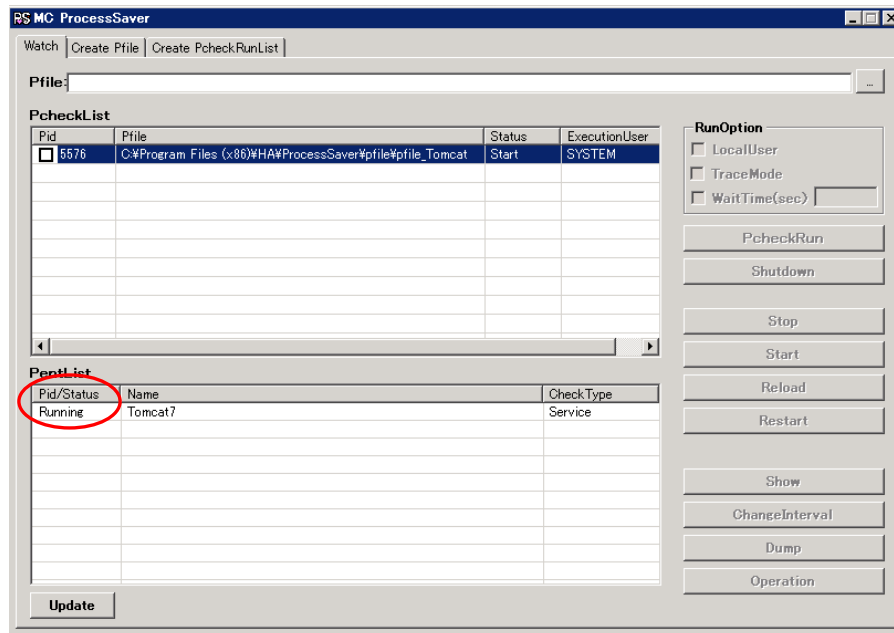 PS MC ProcessSaver
Watch Create Pfile Create PcheckRunList
Pfile: ...
PcheckList
Pid Pfile Status ExecutionUser
5576 C:¥Program Files (x86)¥HA¥ProcessSaver¥pfile¥pfile_Tomcat Start SYSTEM
RunOption
LocalUser
TraceMode
WaitTime(sec)
PcheckRun
Shutdown
Stop
Start
Reload
Restart
PentList
Pid/Status Name CheckType
Running Tomcat7 Service
Show
ChangeInterval
Dump
Operation
Update